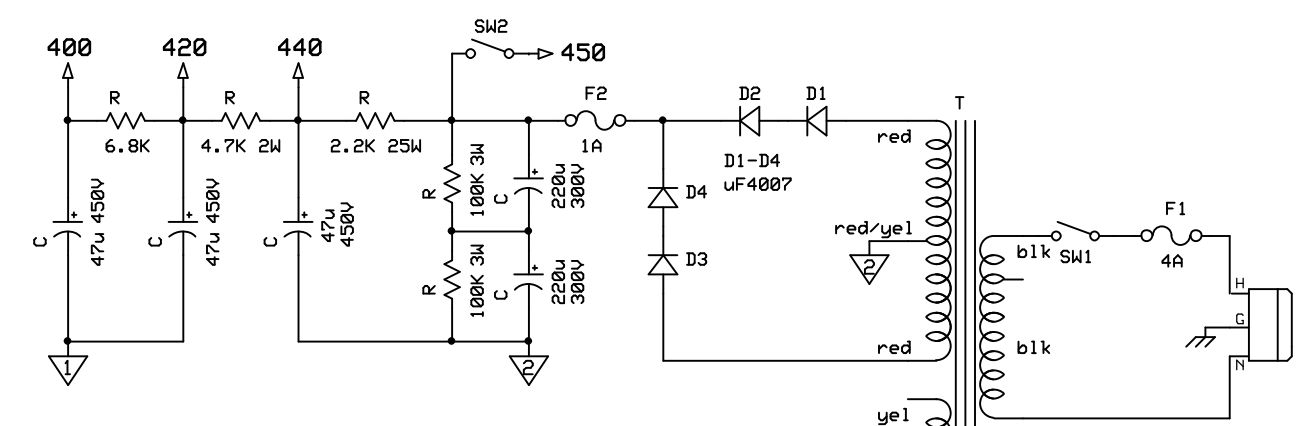 SW2
400
420
440
450
R
R
R
F2
D2
D1
T
6.8K
4.7K 2W
2.2K 25W
1A
red
D1-D4
uF4007
R
100K 3W
C
220u
300V
D4
C
47u 450V
C
47u 450V
C
47u
450V
red/yel
2
F1
D3
blk
SW1
4A
R
100K 3W
C
220u
300V
H
G
N
red
blk
1
2
yel